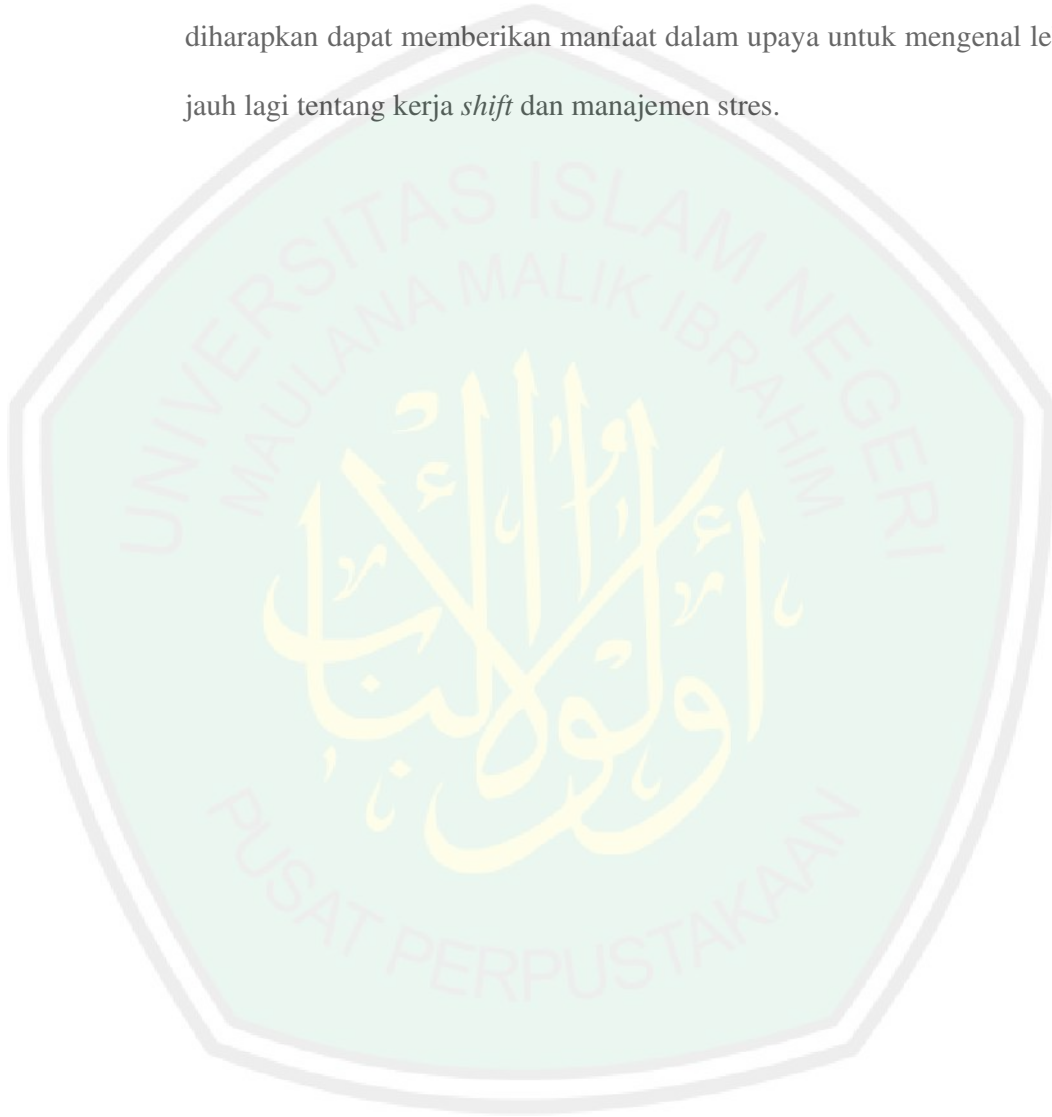 diharapkan dapat memberikan manfaat dalam upaya untuk mengenal le
jauh lagi tentang kerja shift dan manajemen stres.
UNIVERSITAS ISLAM NEGERI
MAULANA MALIK IBRAHIM
PUSAT PERPUSTAKAAN